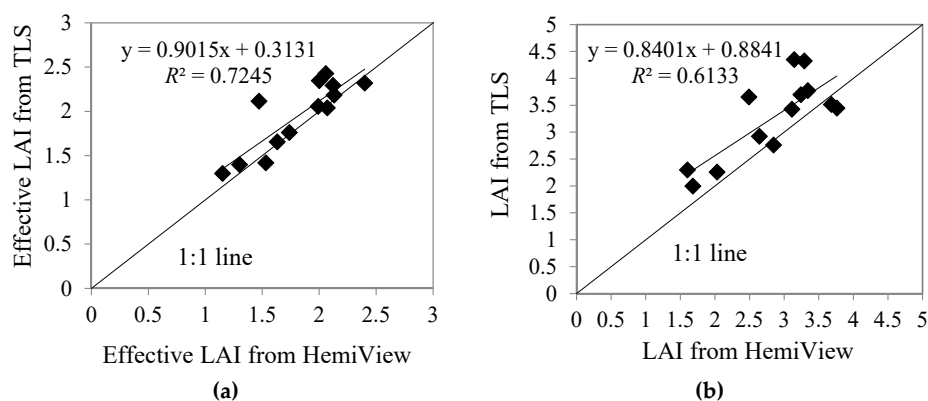 3
2.5
2
1.5
1
0.5
0
Effective LAI from TLS
y = 0.9015x + 0.3131
R² = 0.7245
1:1 line
0 0.5 1 1.5 2 2.5 3
Effective LAI from HemiView
(a)
5
4.5
4
3.5
3
2.5
2
1.5
1
0.5
0
LAI from TLS
y = 0.8401x + 0.8841
R² = 0.6133
1:1 line
0 0.5 1 1.5 2 2.5 3 3.5 4 4.5 5
LAI from HemiView
(b)